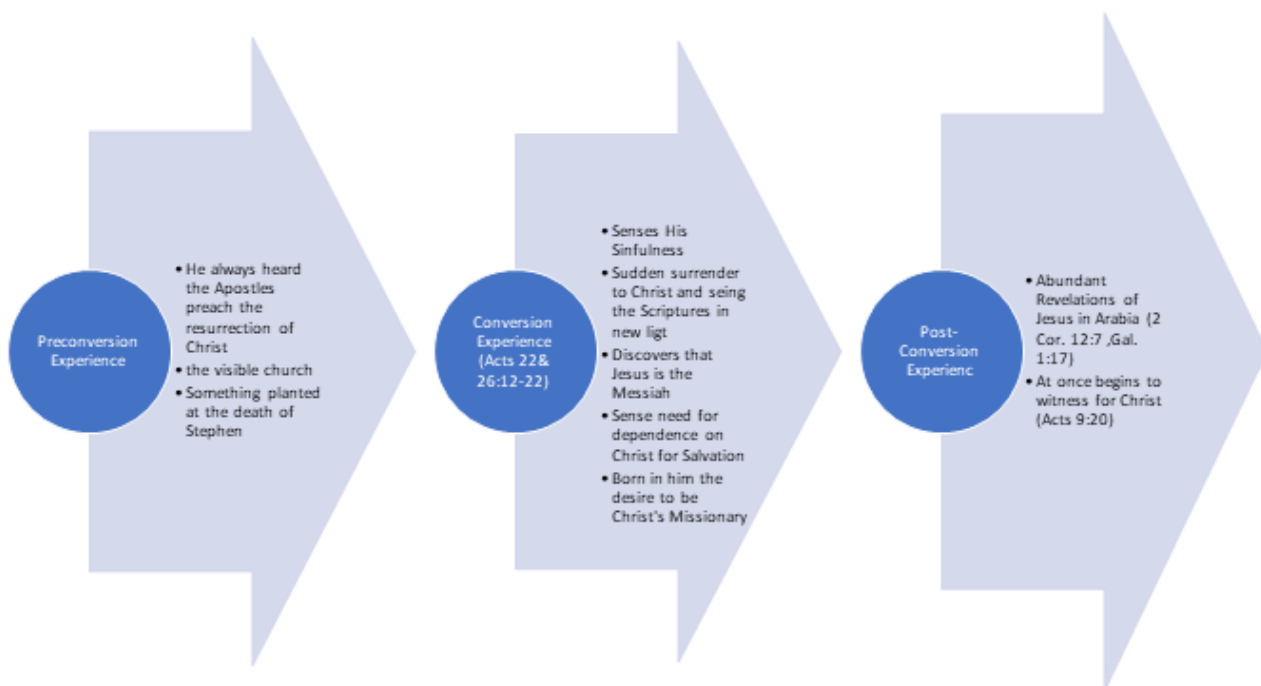 Preconversion
Experience
• He always heard
the Apostles
preach the
resurrection of
Christ
• the visible church
• Something planted
at the death of
Stephen
Conversion
Experience
(Acts 22&
26:12-22)
• Senses His
Sinfulness
• Sudden surrender
to Christ and seing
the Scriptures in
new ligt
• Discovers that
Jesus is the
Messiah
• Sense need for
dependence on
Christ for Salvation
• Born in him the
desire to be
Christ's Missionary
Post-
Conversion
Experienc
• Abundant
Revelations of
Jesus in Arabia (2
Cor. 12:7 ,Gal.
1:17)
• At once begins to
witness for Christ
(Acts 9:20)